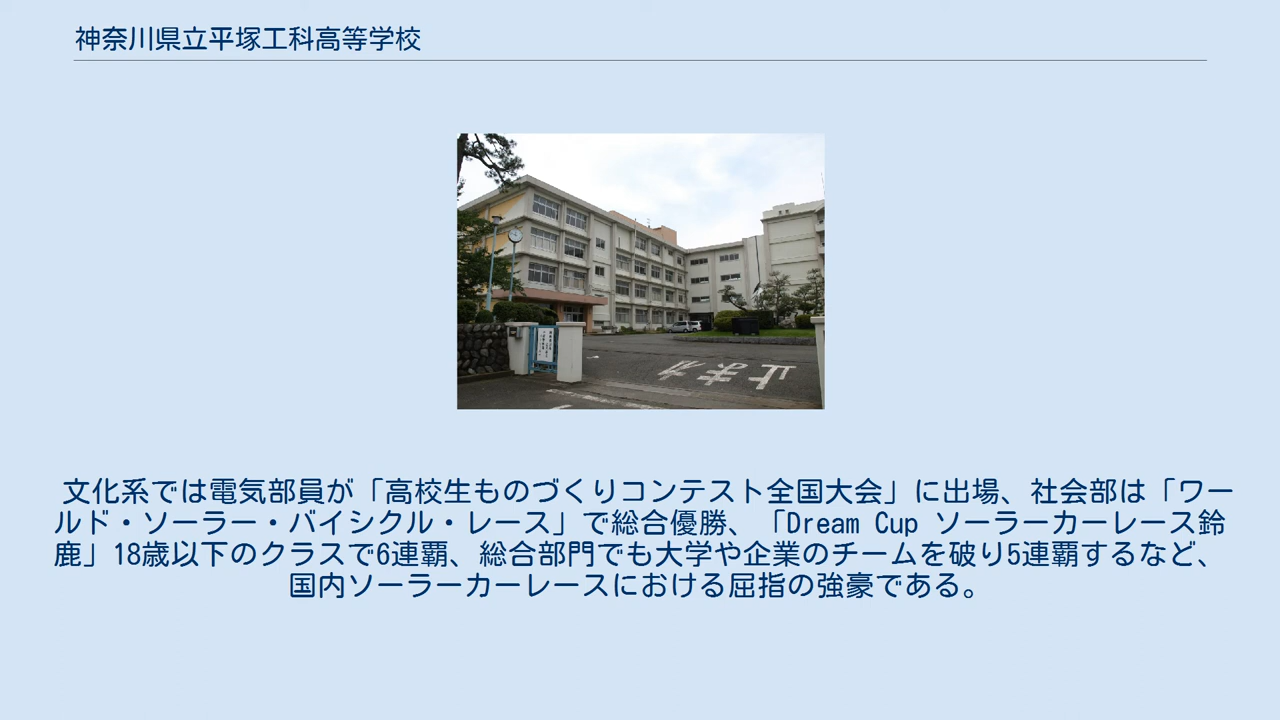 神奈川県立平塚工科高等学校
止まれ
文化系では電気部員が「高校生ものづくりコンテスト全国大会」に出場、社会部は「ワー
ルド・ソーラー・バイシクル・レース」で総合優勝、「Dream Cup ソーラーカーレース鈴
鹿」18歳以下のクラスで6連覇、総合部門でも大学や企業のチームを破り5連覇するなど、
国内ソーラーカーレースにおける屈指の強豪である。